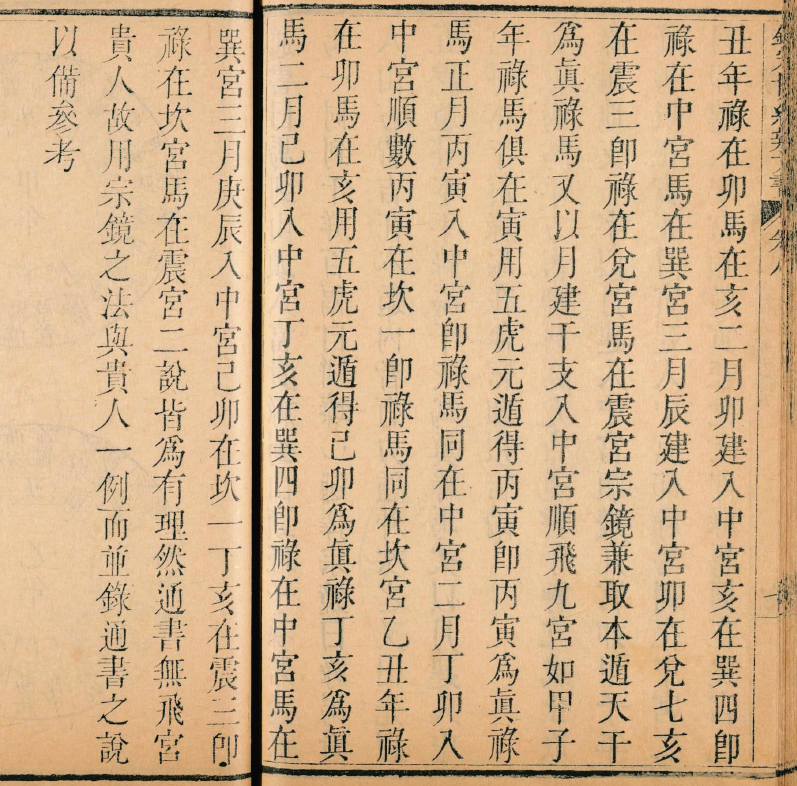 丑年祿在卯馬在亥二月卯建入中宮亥在巽四卽
祿在中宮馬在巽宮三月辰建入中宮卯在兌七亥
在震三卽祿在兌宮馬在震宮宗鏡兼取本遁天干
爲眞祿馬又以月建干支入中宮順飛九宮如甲子
年祿馬俱在寅用五虎元遁得丙寅卽丙寅爲眞祿
馬正月丙寅入中宮卽祿馬同在中宮二月丁卯入
中宮順數丙寅在坎一卽祿馬同在坎宮乙丑年祿
在卯馬在亥用五虎元遁得己卯爲眞祿丁亥爲眞
馬二月己卯入中宮丁亥在巽四卽祿在中宮馬在
巽宮三月庚辰入中宮己卯在坎一丁亥在震三卽
祿在坎宮馬在震宮二說皆爲有理然通書無飛宮
貴人故用宗鏡之法與貴人一例而並錄通書之說
以備參考